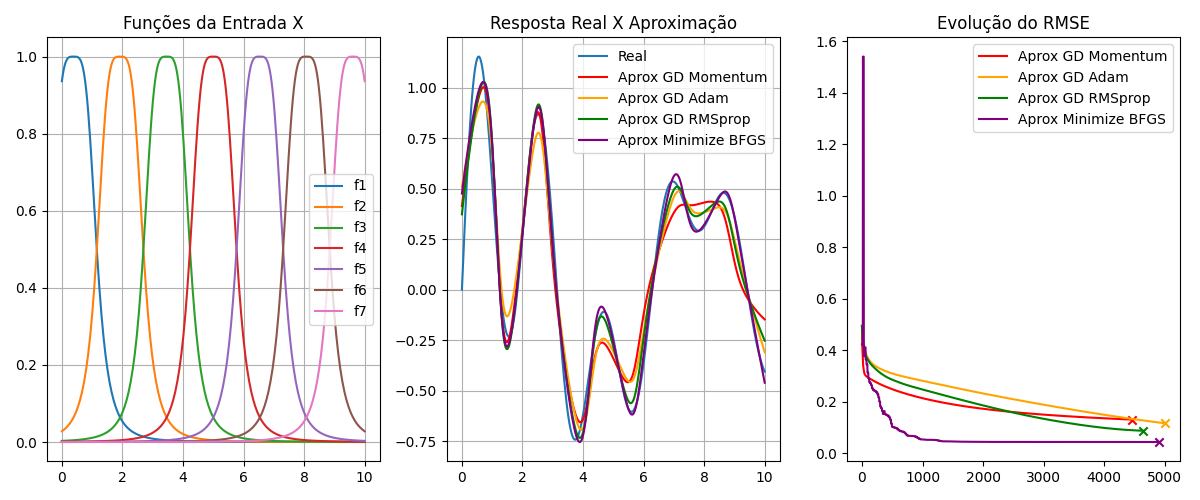 Funções da Entrada X
1.0
0.8
0.6
0.4
0.2
0.0
0 2 4 6 8 10
f1
f2
f3
f4
f5
f6
f7
Resposta Real X Aproximação
1.00
0.75
0.50
0.25
0.00
−0.25
−0.50
−0.75
0 2 4 6 8 10
Real
Aprox GD Momentum
Aprox GD Adam
Aprox GD RMSprop
Aprox Minimize BFGS
Evolução do RMSE
1.6
1.4
1.2
1.0
0.8
0.6
0.4
0.2
0.0
0 1000 2000 3000 4000 5000
Aprox GD Momentum
Aprox GD Adam
Aprox GD RMSprop
Aprox Minimize BFGS